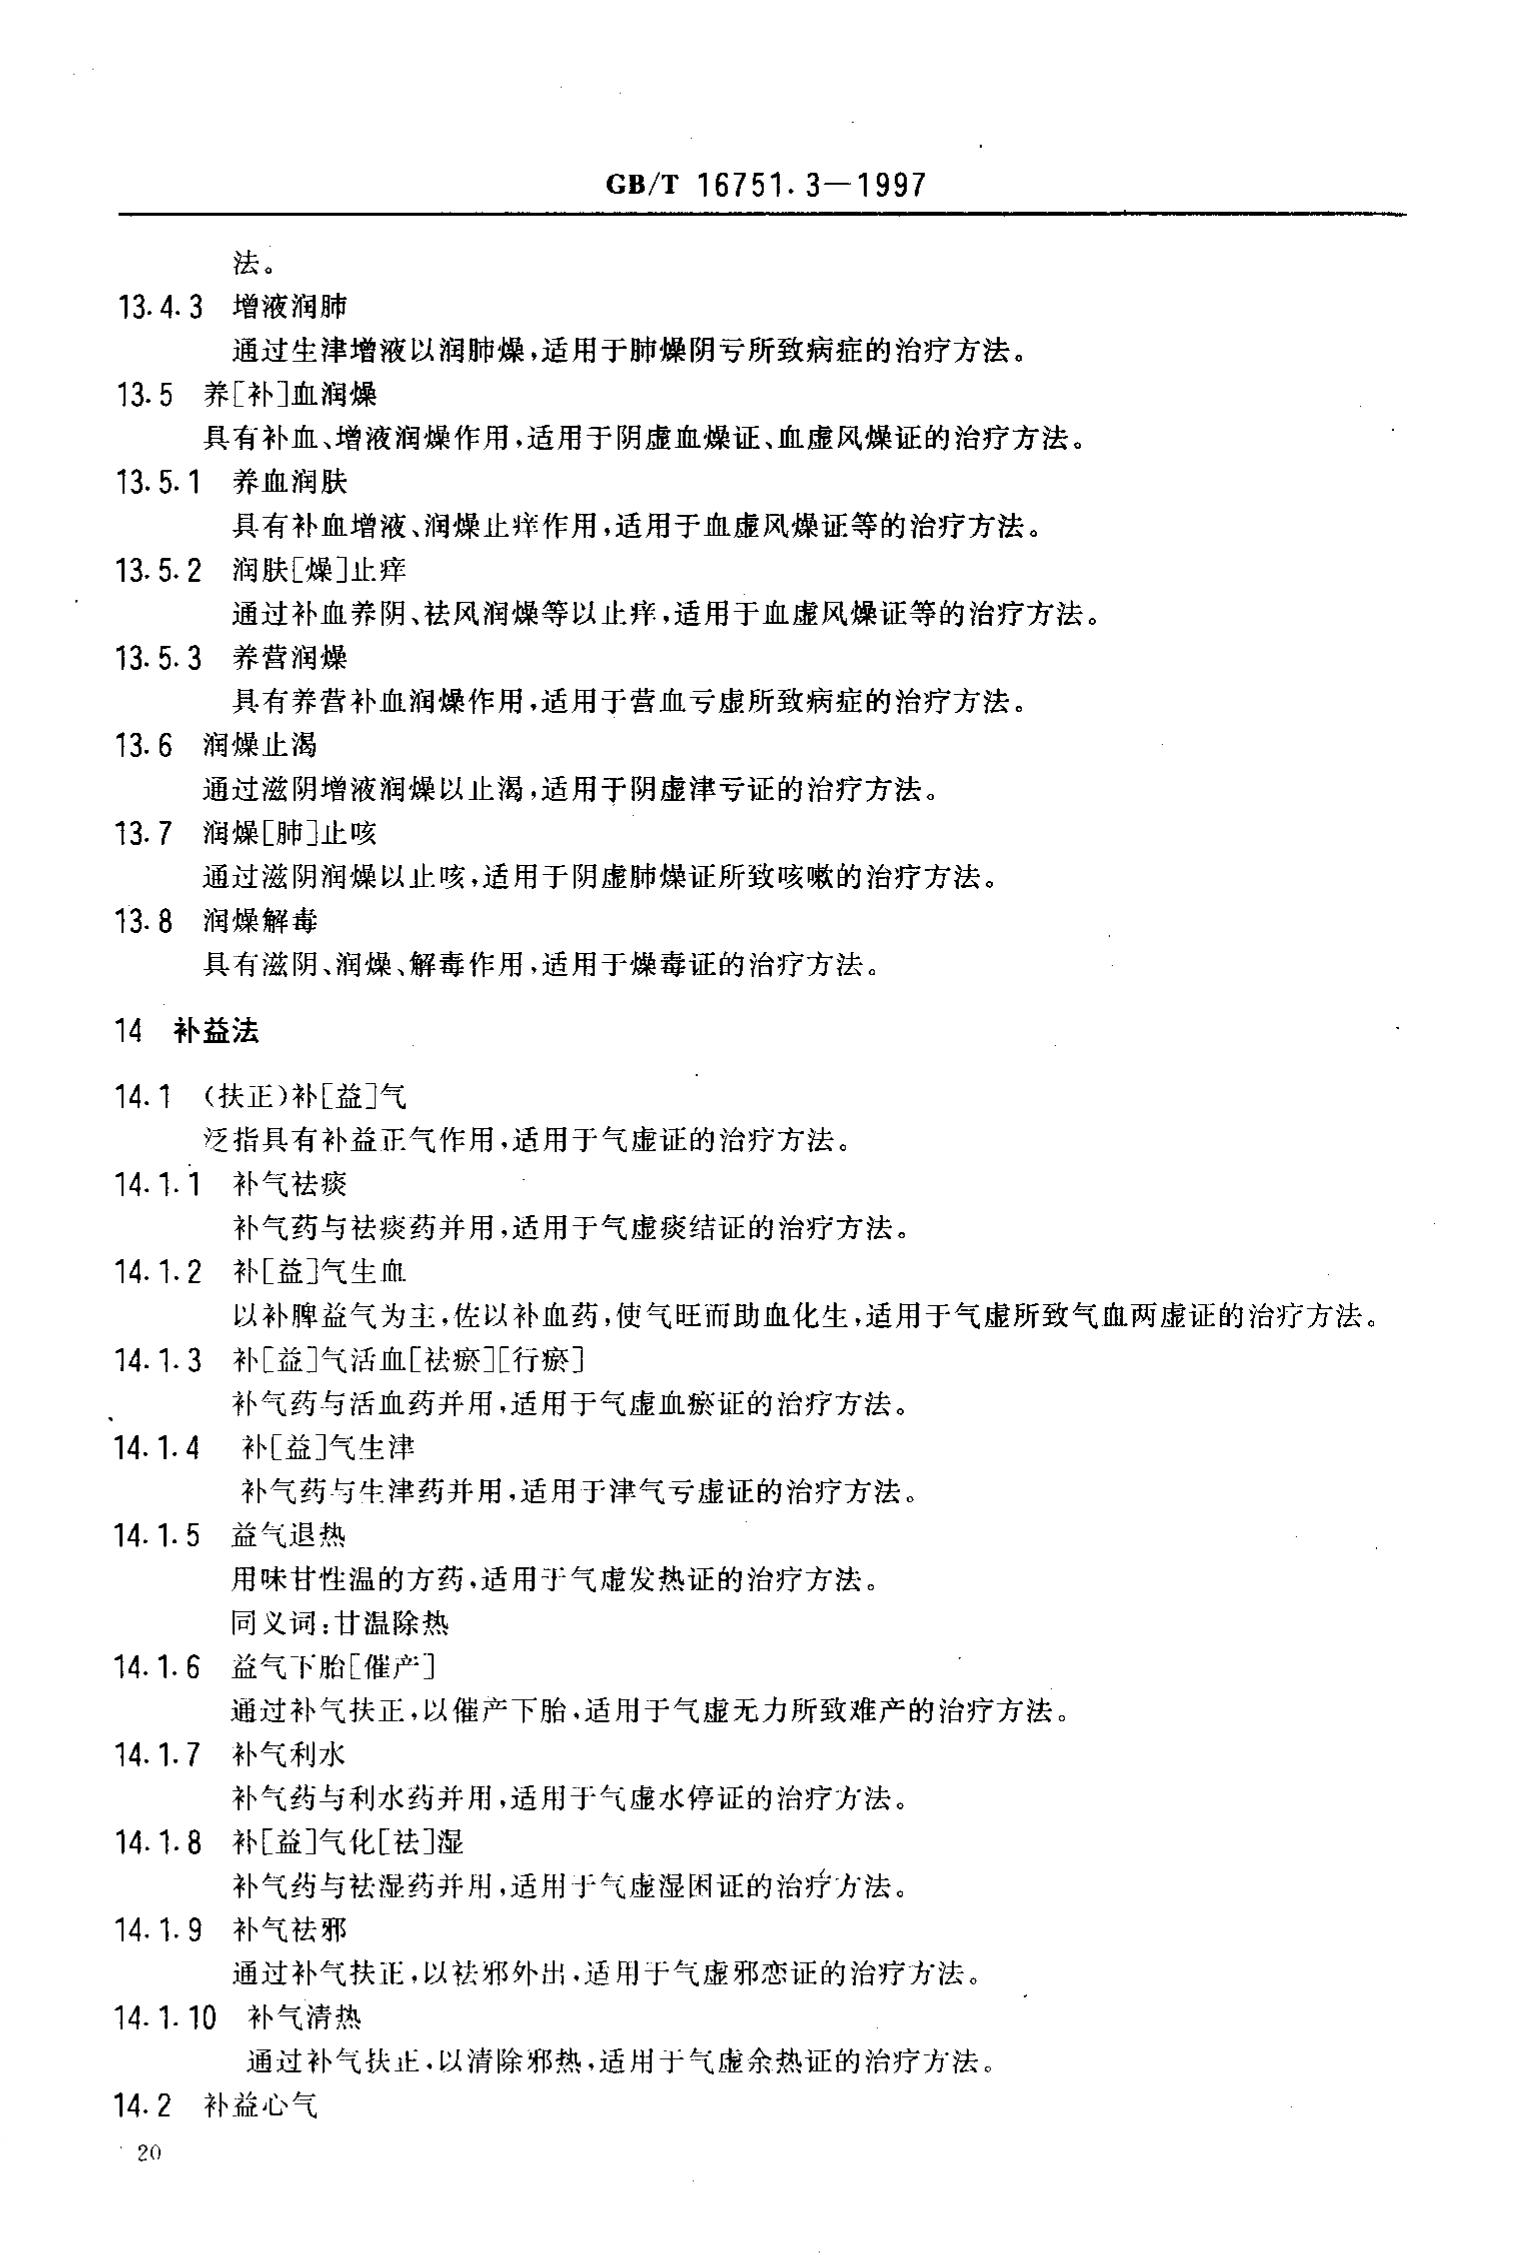 GB/T 16751.3—1997
法。
13.4.3 增液润肺
通过生津增液以润肺燥,适用于肺燥阴亏所致病症的治疗方法。
13.5 养[补]血润燥
具有补血、增液润燥作用,适用于阴虚血燥证、血虚风燥证的治疗方法。
13.5.1 养血润肤
具有补血增液、润燥止痒作用,适用于血虚风燥证等的治疗方法。
13.5.2 润肤[燥]止痒
通过补血养阴、祛风润燥等以止痒,适用于血虚风燥证等的治疗方法。
13.5.3 养营润燥
具有养营补血润燥作用,适用于营血亏虚所致病症的治疗方法。
13.6 润燥止渴
通过滋阴增液润燥以止渴,适用于阴虚津亏证的治疗方法。
13.7 润燥[肺]止咳
通过滋阴润燥以止咳,适用于阴虚肺燥证所致咳嗽的治疗方法。
13.8 润燥解毒
具有滋阴、润燥、解毒作用,适用于燥毒证的治疗方法。
14 补益法
14.1 (扶正)补[益]气
泛指具有补益正气作用,适用于气虚证的治疗方法。
14.1.1 补气祛痰
补气药与祛痰药并用,适用于气虚痰结证的治疗方法。
14.1.2 补[益]气生血
以补脾益气为主,佐以补血药,使气旺而助血化生,适用于气虚所致气血两虚证的治疗方法。
14.1.3 补[益]气活血[祛瘀][行瘀]
补气药与活血药并用,适用于气虚血瘀证的治疗方法。
14.1.4 补[益]气生津
补气药与生津药并用,适用于津气亏虚证的治疗方法。
14.1.5 益气退热
用味甘性温的方药,适用于气虚发热证的治疗方法。
同义词:甘温除热
14.1.6 益气下胎[催产]
通过补气扶正,以催产下胎,适用于气虚无力所致难产的治疗方法。
14.1.7 补气利水
补气药与利水药并用,适用于气虚水停证的治疗方法。
14.1.8 补[益]气化[祛]湿
补气药与祛湿药并用,适用于气虚湿困证的治疗方法。
14.1.9 补气祛邪
通过补气扶正,以祛邪外出,适用于气虚邪恋证的治疗方法。
14.1.10 补气清热
通过补气扶正,以清除邪热,适用于气虚余热证的治疗方法。
14.2 补益心气
20